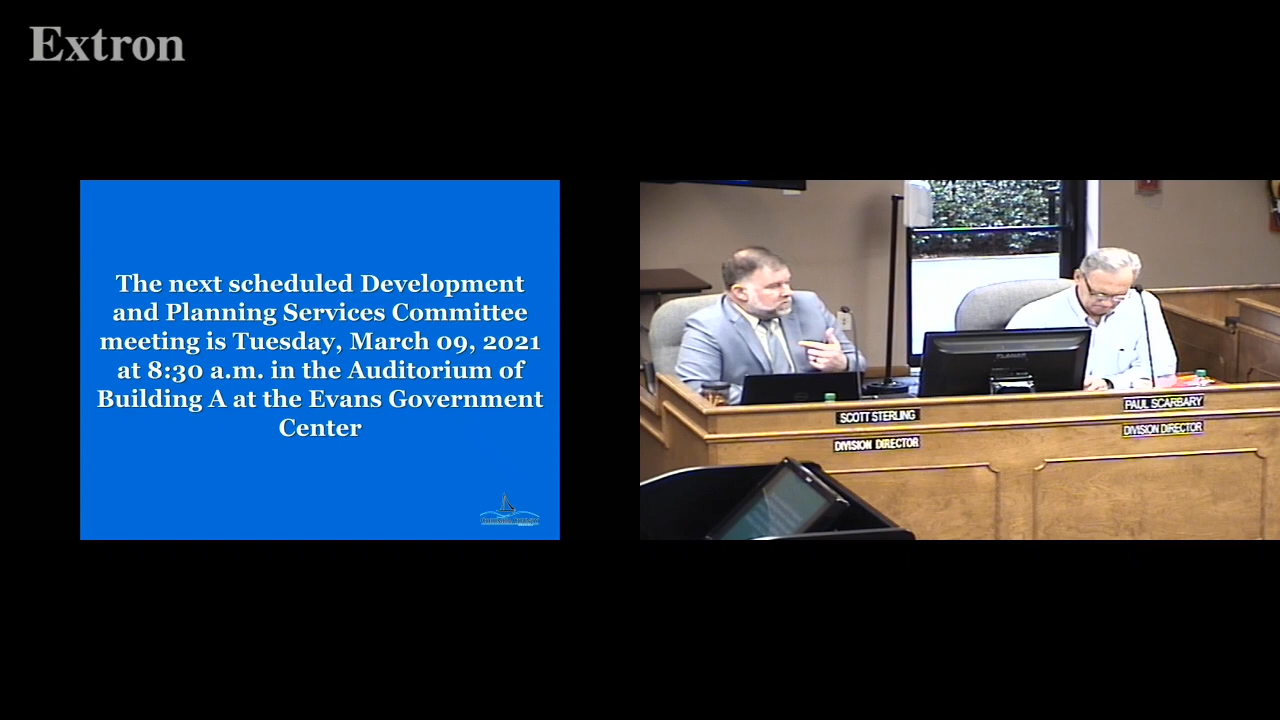 Extron
The next scheduled Development
and Planning Services Committee
meeting is Tuesday, March 09, 2021
at 8:30 a.m. in the Auditorium of
Building A at the Evans Government
Center
PLANAR
SCOTT STERLING
DIVISION DIRECTOR
PAUL SCARBARY
DIVISION DIRECTOR